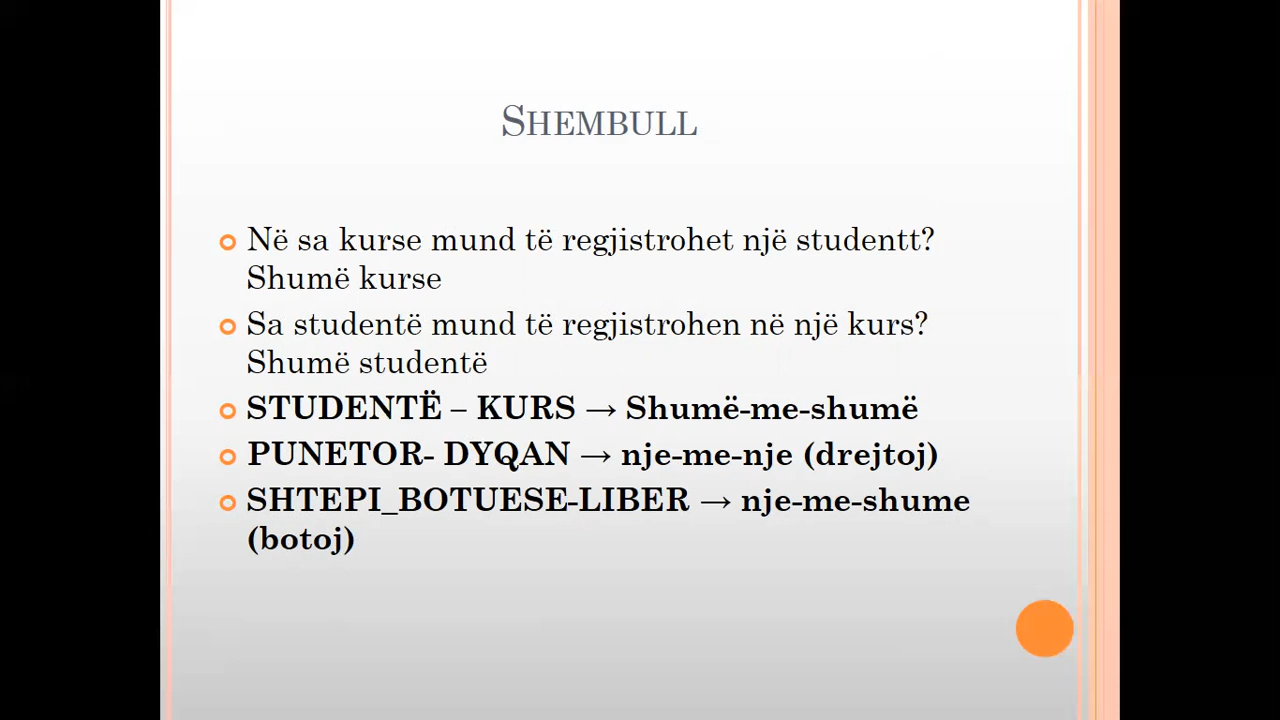 SHEMBULL
Në sa kurse mund të regjistrohet një studentt?
Shumë kurse
Sa studentë mund të regjistrohen në një kurs?
Shumë studentë
STUDENTË – KURS → Shumë-me-shumë
PUNETOR- DYQAN → nje-me-nje (drejtoj)
SHTEPI_BOTUESE-LIBER → nje-me-shume
(botoj)